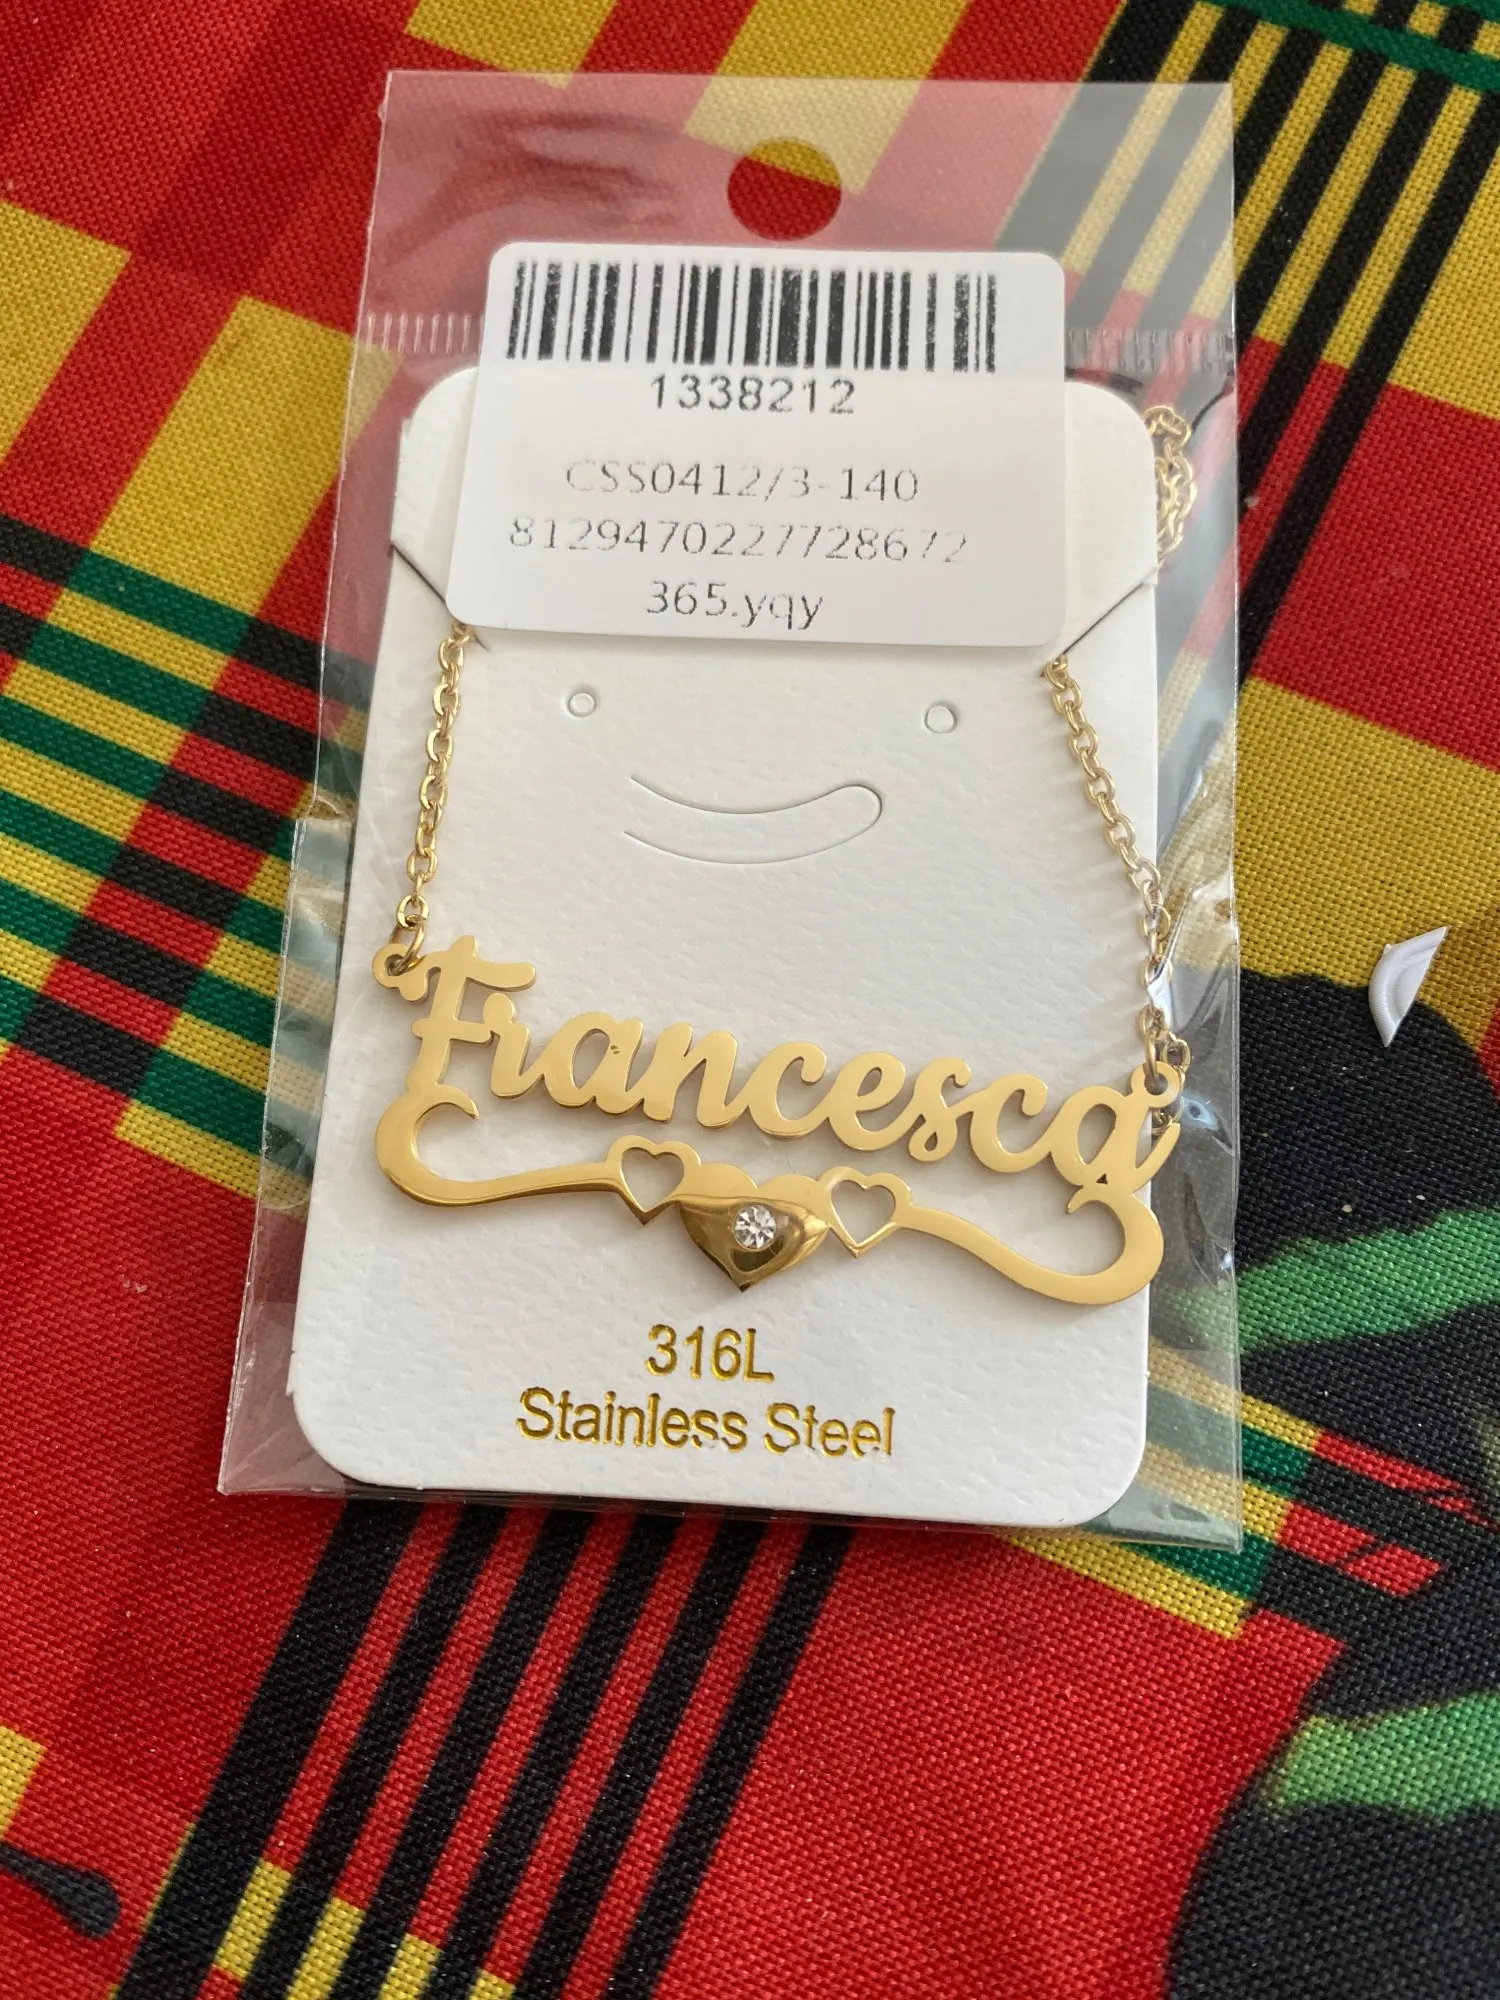 1338212
CSS0412/3-140
8129470227728672
365.yqy
Francesca
316L
Stainless Steel